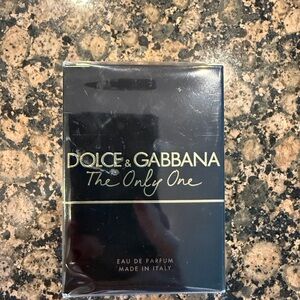 DOLCE & GABBANA
The Only One
EAU DE PARFUM
MADE IN ITALY